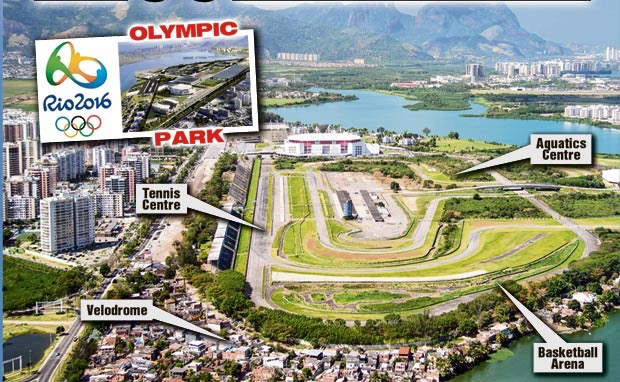 OLYMPIC
Rio2016
PARK
Aquatics
Centre
Tennis
Centre
Velodrome
Basketball
Arena